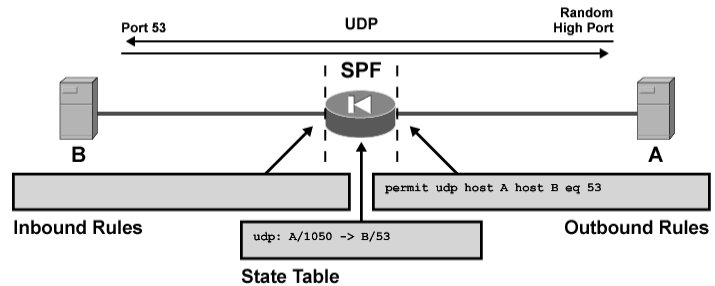 UDP
Port 53
Random
High Port
SPF
B
A
permit udp host A host B eq 53
Inbound Rules
udp: A/1050 -> B/53
Outbound Rules
State Table